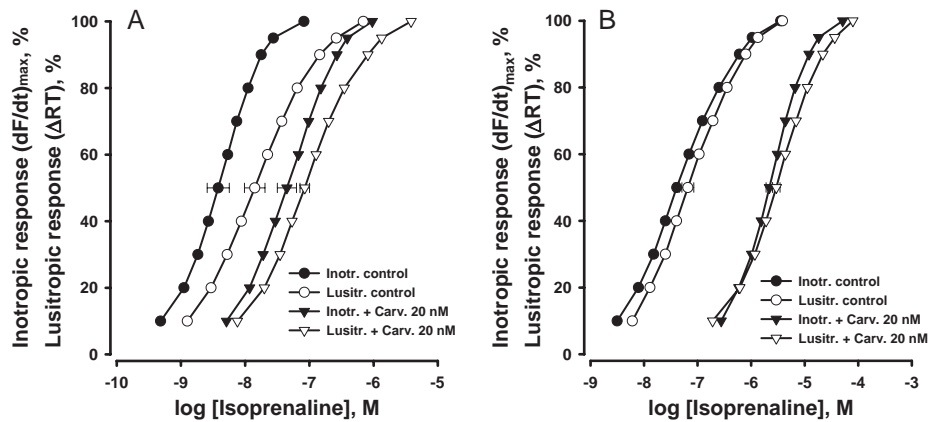 A
Inotropic response (dF/dt)max, %
Lusitropic response (ΔRT), %
100
80
60
40
20
0
Inotr. control
Lusitr. control
Inotr. + Carv. 20 nM
Lusitr. + Carv. 20 nM
-10
-9
-8
-7
-6
-5
log [Isoprenaline], M
B
Inotropic response (dF/dt)max, %
Lusitropic response (ΔRT), %
100
80
60
40
20
0
Inotr. control
Lusitr. control
Inotr. + Carv. 20 nM
Lusitr. + Carv. 20 nM
-9
-8
-7
-6
-5
-4
-3
log [Isoprenaline], M